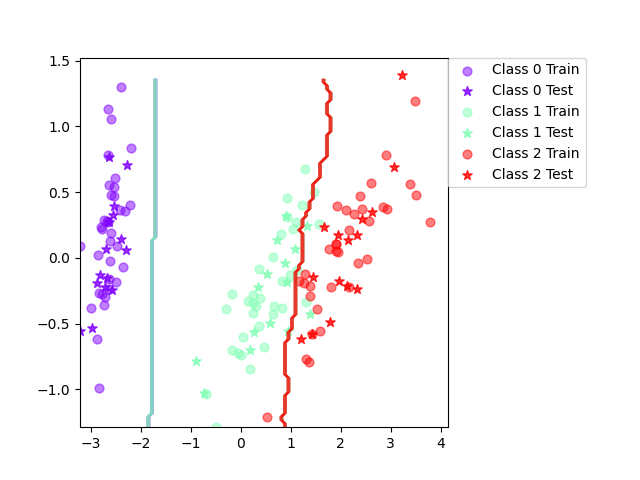 1.5
1.0
0.5
0.0
−0.5
−1.0
−3
−2
−1
0
1
2
3
4
Class 0 Train
Class 0 Test
Class 1 Train
Class 1 Test
Class 2 Train
Class 2 Test